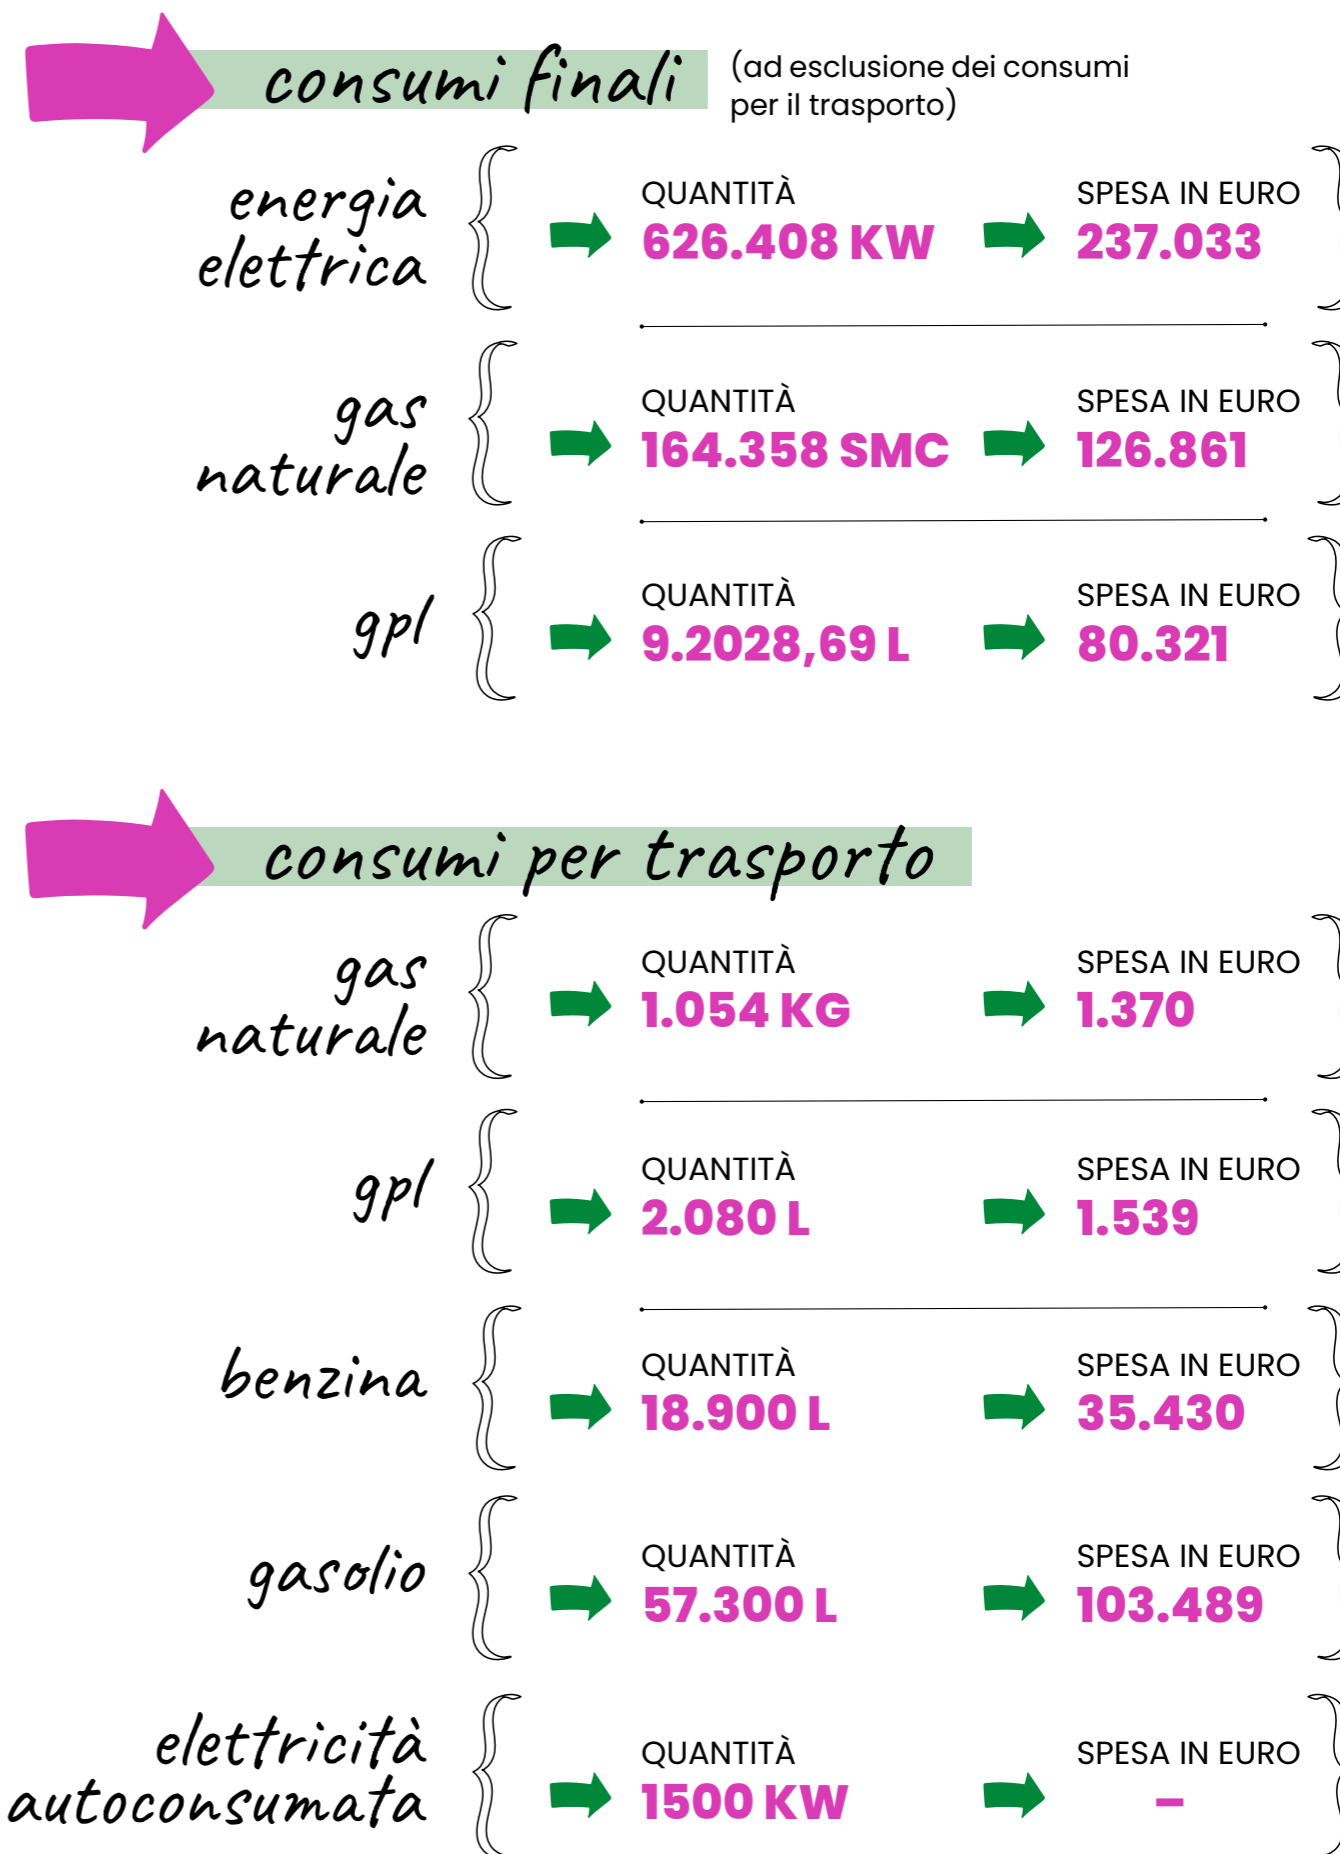 consumi finali
(ad esclusione dei consumi
per il trasporto)
energia
elettrica
QUANTITÀ
626.408 KW
SPESA IN EURO
237.033
gas
naturale
QUANTITÀ
164.358 SMC
SPESA IN EURO
126.861
gpl
QUANTITÀ
9.2028,69 L
SPESA IN EURO
80.321
consumi per trasporto
gas
naturale
QUANTITÀ
1.054 KG
SPESA IN EURO
1.370
gpl
QUANTITÀ
2.080 L
SPESA IN EURO
1.539
benzina
QUANTITÀ
18.900 L
SPESA IN EURO
35.430
gasolio
QUANTITÀ
57.300 L
SPESA IN EURO
103.489
elettricità
autoconsumata
QUANTITÀ
1500 KW
SPESA IN EURO
–